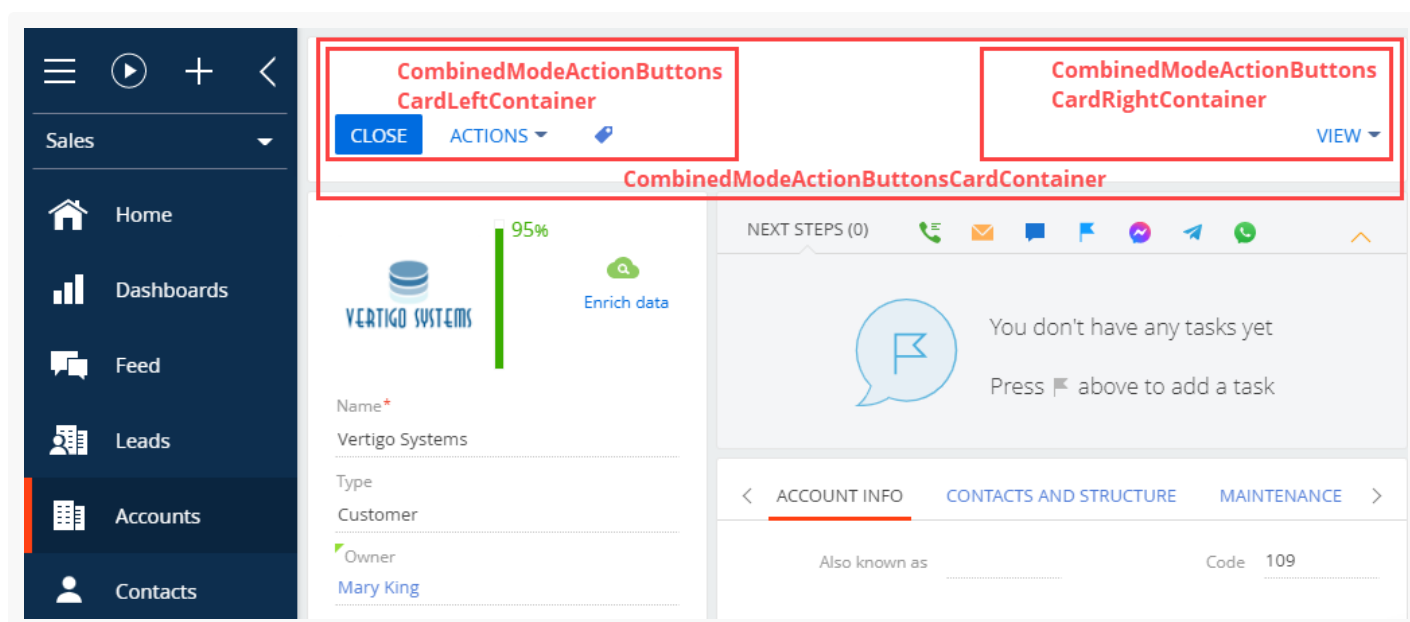 Sales
Home
Dashboards
Feed
Leads
Accounts
Contacts
CombinedModeActionButtons
CardLeftContainer
CLOSE ACTIONS
CombinedModeActionButtons
CardRightContainer
VIEW
CombinedModeActionButtonsCardContainer
95%
VERTIGO SYSTEMS
Enrich data
Name*
Vertigo Systems
Type
Customer
Owner
Mary King
NEXT STEPS (0)
You don't have any tasks yet
Press above to add a task
ACCOUNT INFO CONTACTS AND STRUCTURE MAINTENANCE
Also known as Code 109